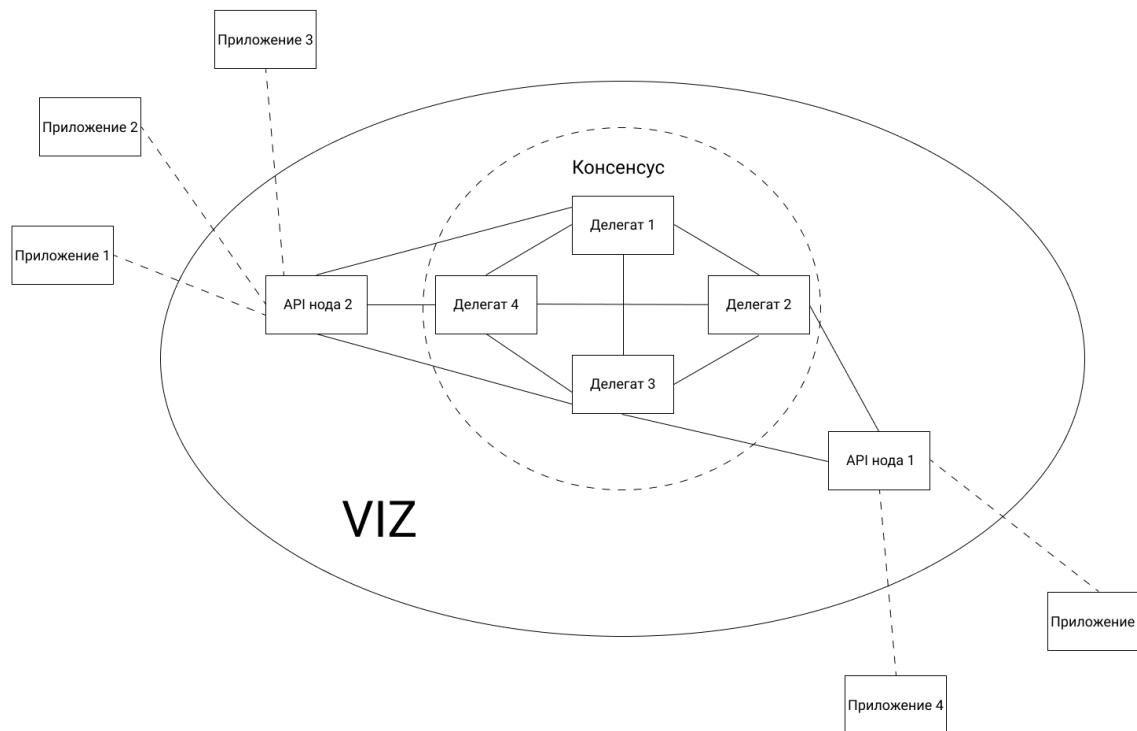 Приложение 3
Приложение 2
Консенсус
Делегат 1
Приложение 1
API нода 2
Делегат 4
Делегат 2
Делегат 3
API нода 1
VIZ
Приложение
Приложение 4